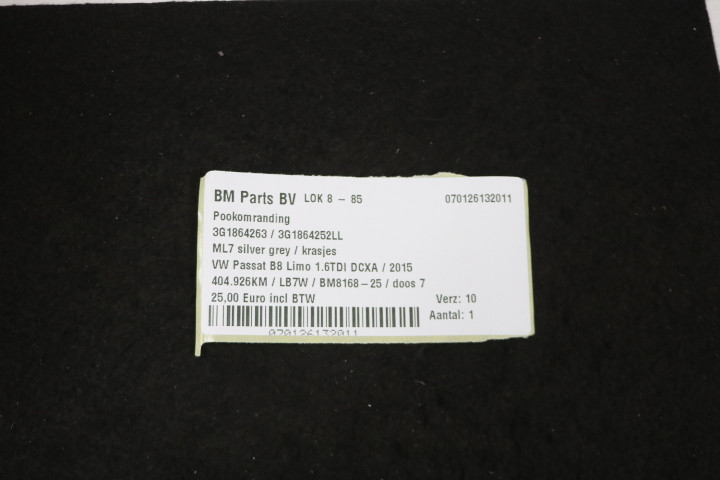 BM Parts BV LOK 8 - 85 070126132011
Pookomranding
3G1864263 / 3G1864252LL
ML7 silver grey / krasjes
VW Passat B8 Limo 1.6TDI DCXA / 2015
404.926KM / LB7W / BM8168-25 / doos 7
25,00 Euro incl BTW Verz: 10
Aantal: 1
070126132011